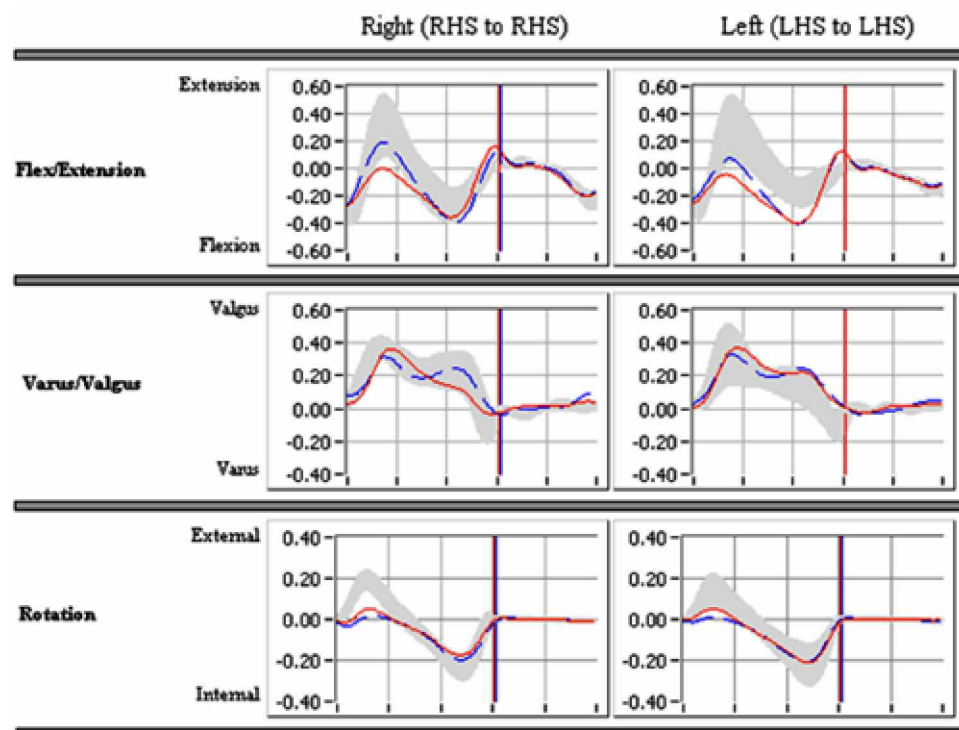 Right (RHS to RHS) Left (LHS to LHS)
Extension 0.60 0.60
0.40 0.40
0.20 0.20
Flex/Extension 0.00 0.00
-0.20 -0.20
-0.40 -0.40
Flexion -0.60 -0.60
Valgus 0.60 0.60
0.40 0.40
Varus/Valgus 0.20 0.20
0.00 0.00
-0.20 -0.20
Varus -0.40 -0.40
External 0.40 0.40
0.20 0.20
Rotation 0.00 0.00
-0.20 -0.20
Internal -0.40 -0.40